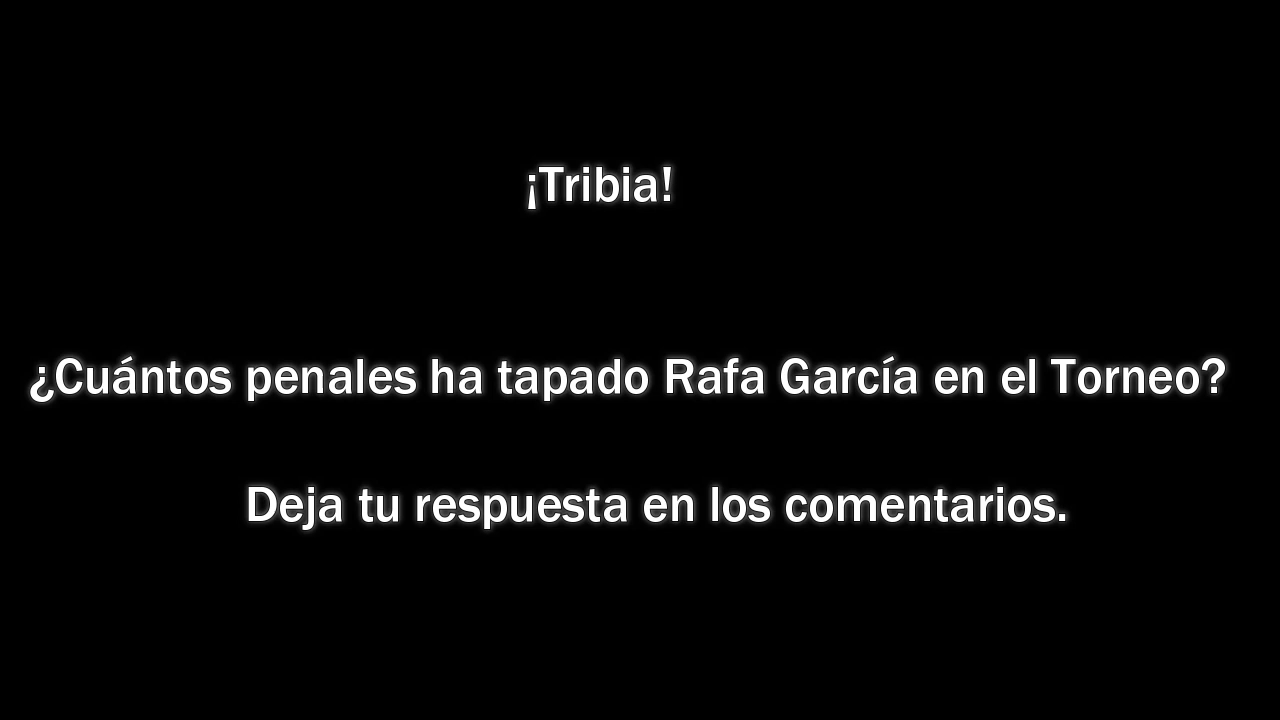 ¡Tribia!
¿Cuántos penales ha tapado Rafa García en el Torneo?
Deja tu respuesta en los comentarios.